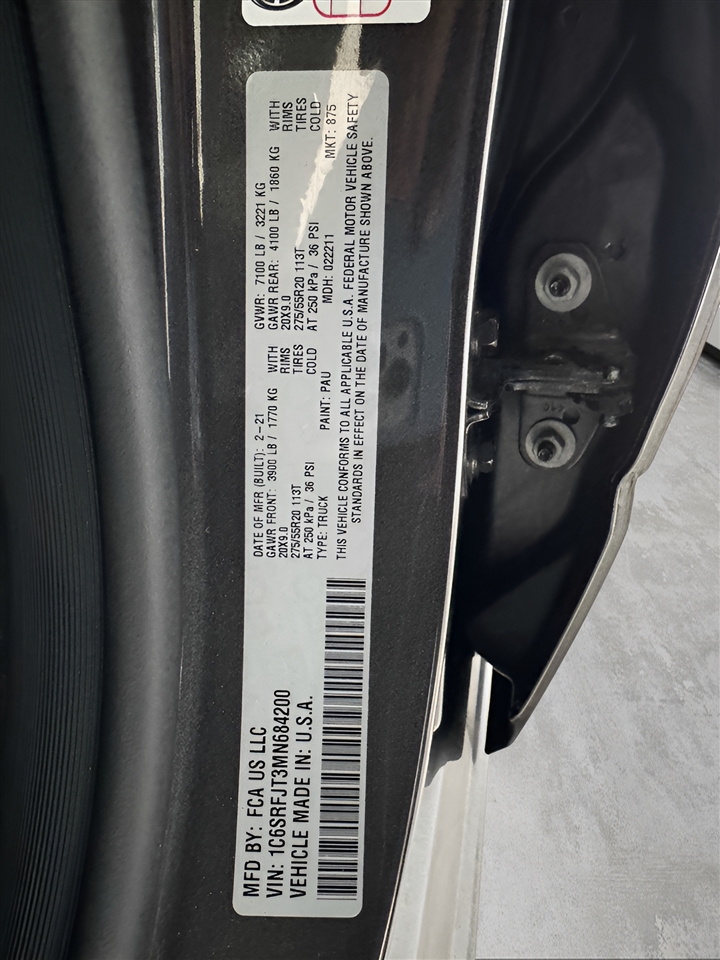 MFD BY: FCA US LLC
VIN: 1C6SRFJT3MN684200
VEHICLE MADE IN: U.S.A.
DATE OF MFR (BUILT): 2-21 GVWR: 7100 LB / 3221 KG
GAWR FRONT: 3900 LB / 1770 KG WITH GAWR REAR: 4100 LB / 1860 KG WITH
20X9.0 RIMS 20X9.0 RIMS
275/55R20 113T TIRES 275/55R20 113T TIRES
AT 250 kPa / 36 PSI COLD AT 250 kPa / 36 PSI COLD
TYPE: TRUCK PAINT: PAU MDH: 022211 MKT: 875
THIS VEHICLE CONFORMS TO ALL APPLICABLE U.S.A. FEDERAL MOTOR VEHICLE SAFETY
STANDARDS IN EFFECT ON THE DATE OF MANUFACTURE SHOWN ABOVE.